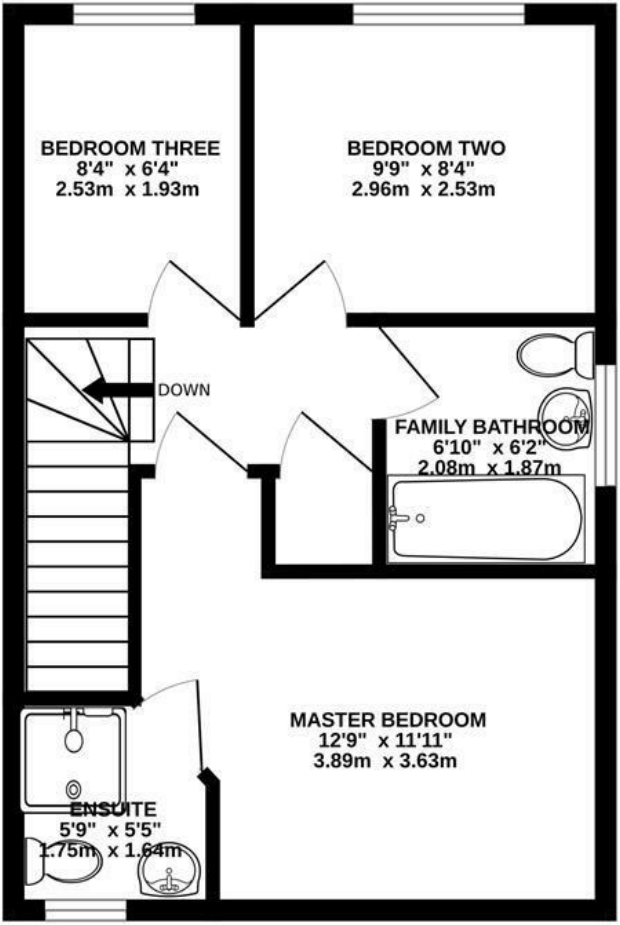 BEDROOM THREE
8'4" x 6'4"
2.53m x 1.93m
BEDROOM TWO
9'9" x 8'4"
2.96m x 2.53m
DOWN
FAMILY BATHROOM
6'10" x 6'2"
2.08m x 1.87m
MASTER BEDROOM
12'9" x 11'11"
3.89m x 3.63m
ENSUITE
5'9" x 5'5"
1.75m x 1.64m